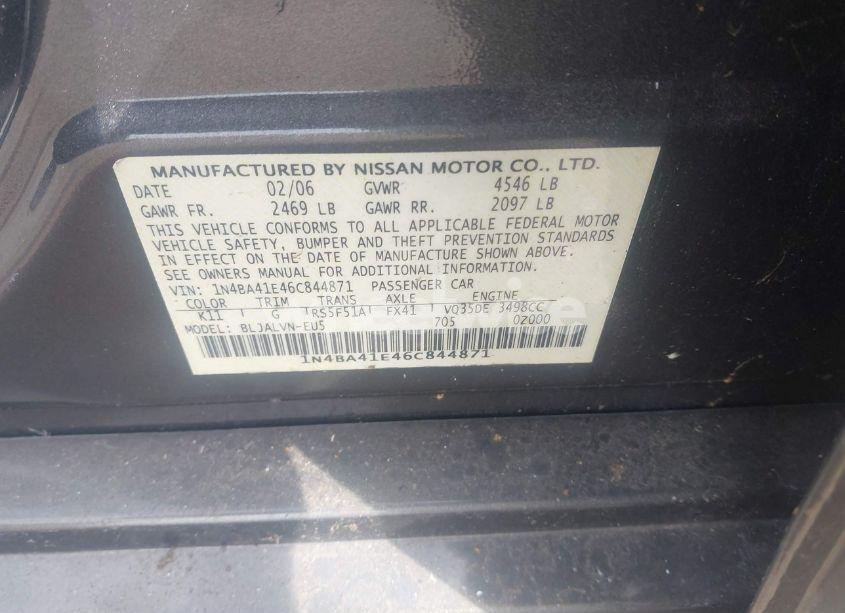 MANUFACTURED BY NISSAN MOTOR CO., LTD.
DATE 02/06 GVWR 4546 LB
GAWR FR. 2469 LB GAWR RR. 2097 LB
THIS VEHICLE CONFORMS TO ALL APPLICABLE FEDERAL MOTOR
VEHICLE SAFETY, BUMPER AND THEFT PREVENTION STANDARDS
IN EFFECT ON THE DATE OF MANUFACTURE SHOWN ABOVE.
SEE OWNERS MANUAL FOR ADDITIONAL INFORMATION.
VIN: 1N4BA41E46C844871 PASSENGER CAR
COLOR TRIM TRANS AXLE ENGINE
K11 G RS5F51A FX41 VQ35DE 3498CC
MODEL: BLJALVN-EU5 705 0Z000
1N4BA41E46C844871